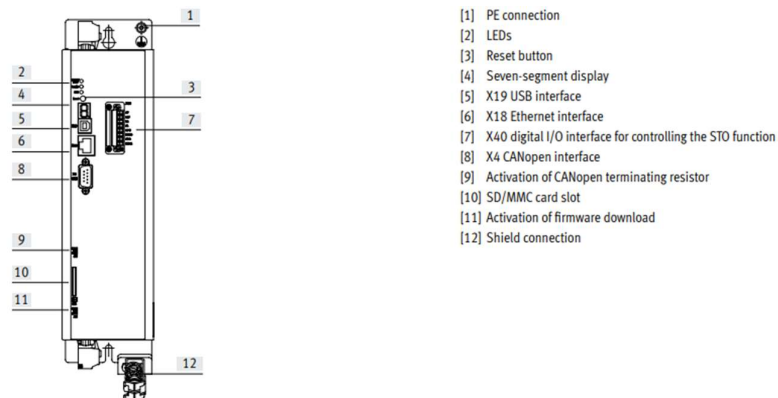 1
2
3
4
5
7
6
8
9
10
11
12
[1] PE connection
[2] LEDs
[3] Reset button
[4] Seven-segment display
[5] X19 USB interface
[6] X18 Ethernet interface
[7] X40 digital I/O interface for controlling the STO function
[8] X4 CANopen interface
[9] Activation of CANopen terminating resistor
[10] SD/MMC card slot
[11] Activation of firmware download
[12] Shield connection